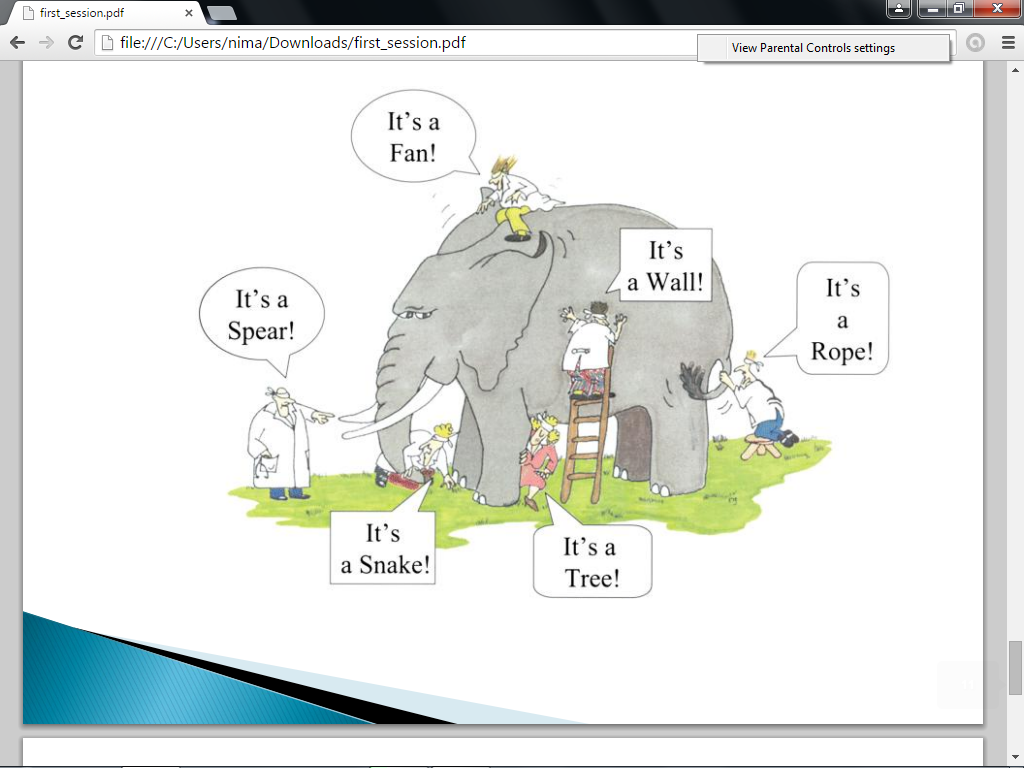 first_session.pdf
file:///C:/Users/nima/Downloads/first_session.pdf
View Parental Controls settings
It's a
Fan!
It's
a Wall!
It's
a
Rope!
It's a
Spear!
It's
a Snake!
It's a
Tree!